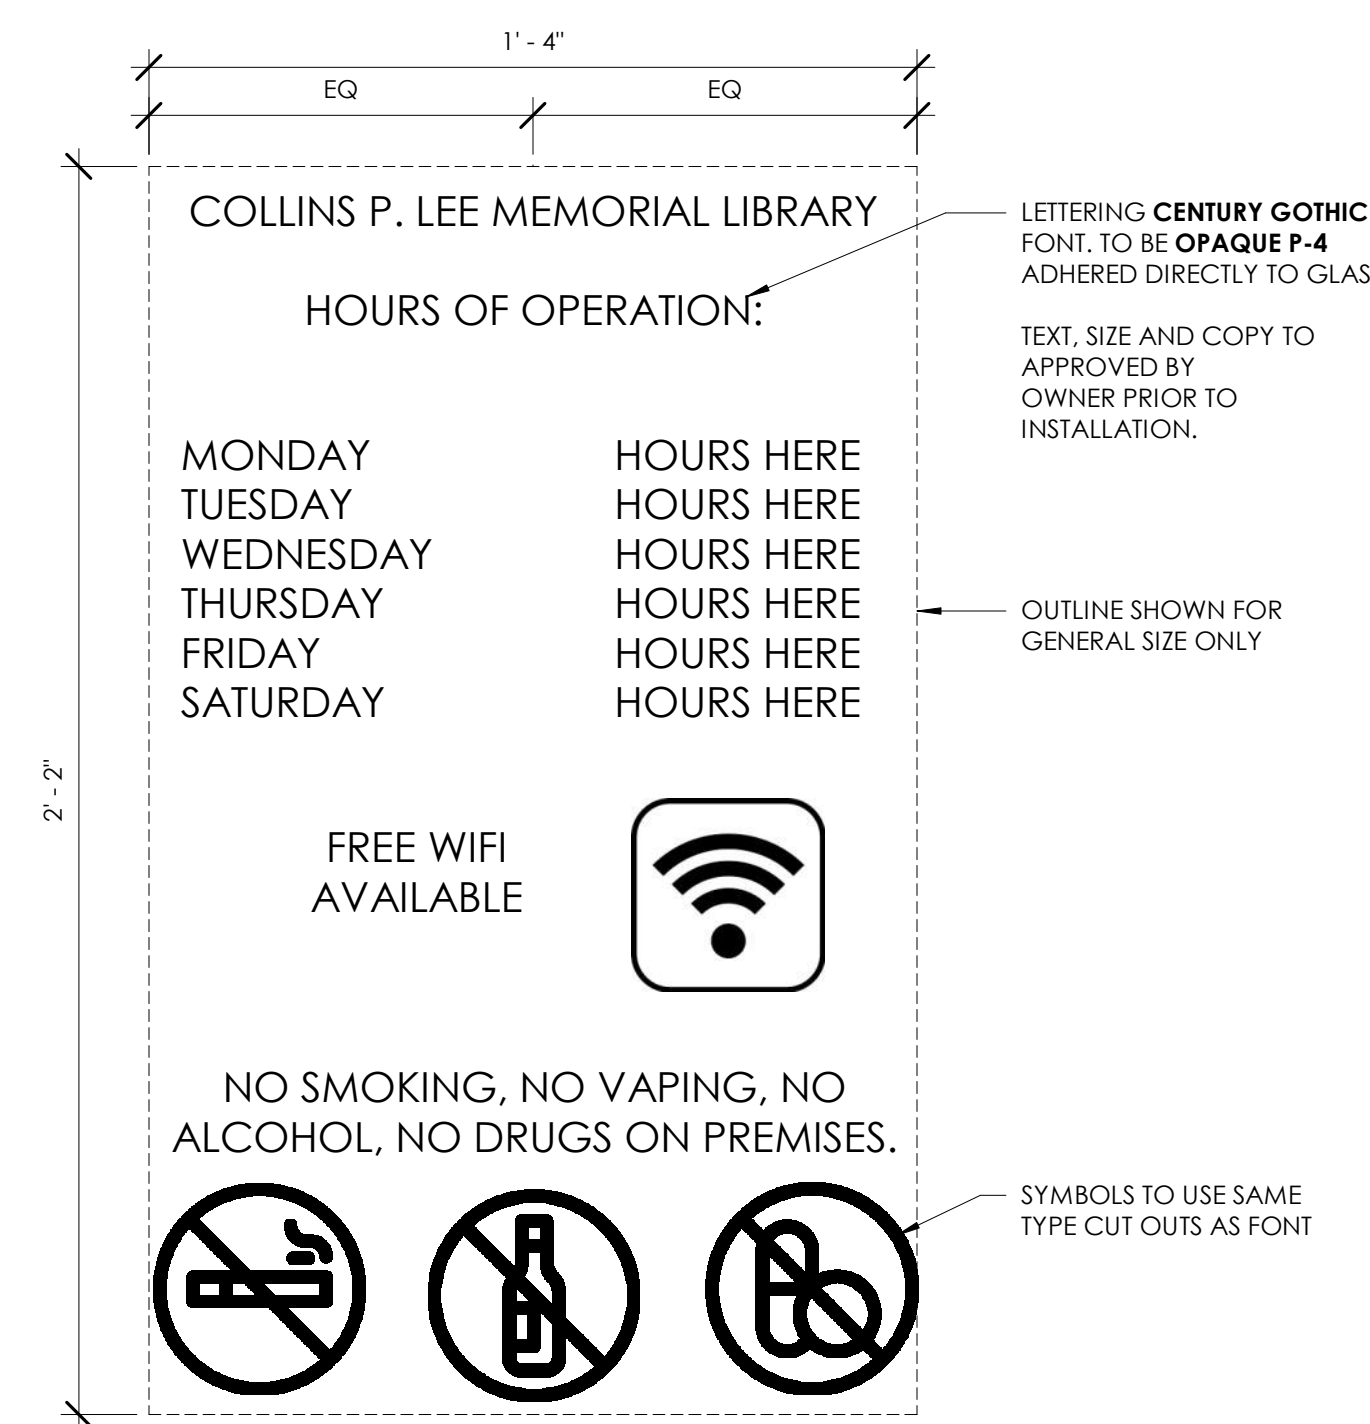 1' - 4"
EQ EQ
COLLINS P. LEE MEMORIAL LIBRARY
HOURS OF OPERATION:
MONDAY HOURS HERE
TUESDAY HOURS HERE
WEDNESDAY HOURS HERE
THURSDAY HOURS HERE
FRIDAY HOURS HERE
SATURDAY HOURS HERE
2' - 2"
FREE WIFI
AVAILABLE
NO SMOKING, NO VAPING, NO
ALCOHOL, NO DRUGS ON PREMISES.
LETTERING CENTURY GOTHIC
FONT. TO BE OPAQUE P-4
ADHERED DIRECTLY TO GLAS
TEXT, SIZE AND COPY TO
APPROVED BY
OWNER PRIOR TO
INSTALLATION.
OUTLINE SHOWN FOR
GENERAL SIZE ONLY
SYMBOLS TO USE SAME
TYPE CUT OUTS AS FONT